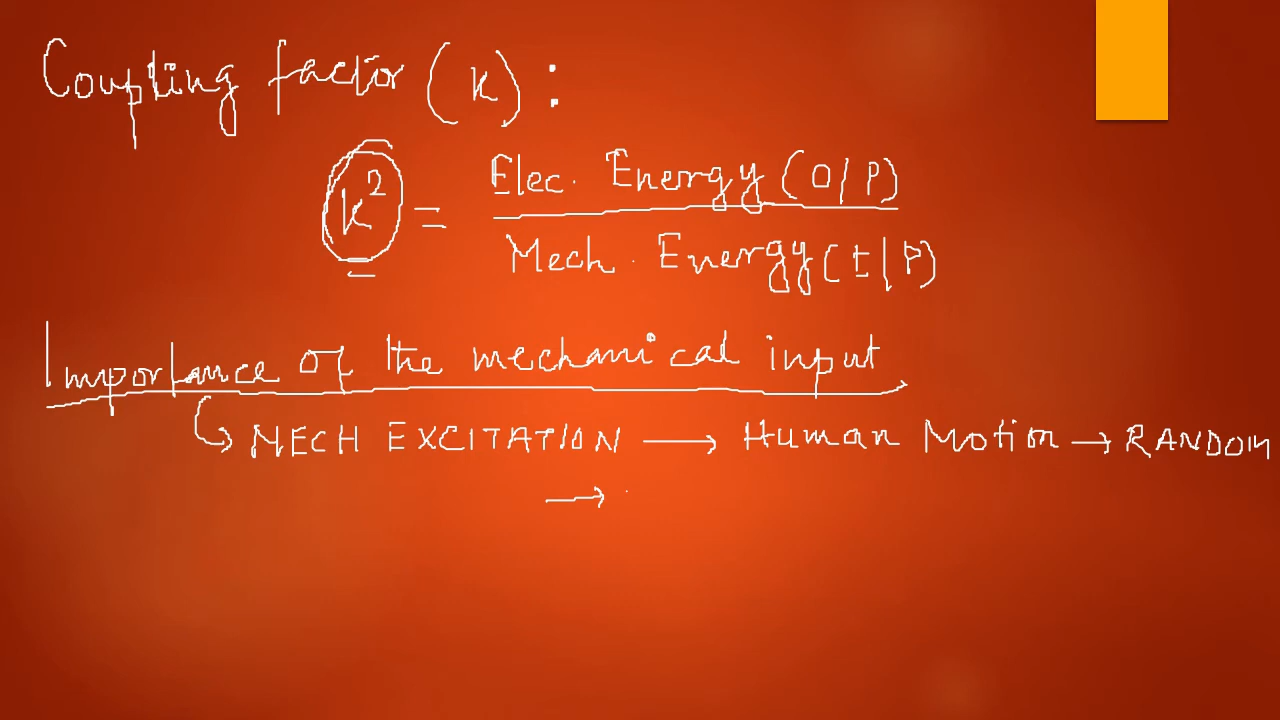 Coupling factor (k) :
k² = Elec. Energy (O/P)
Mech. Energy (I/P)
Importance of the mechanical input
↳ MECH EXCITATION → Human Motion → RANDOM
→